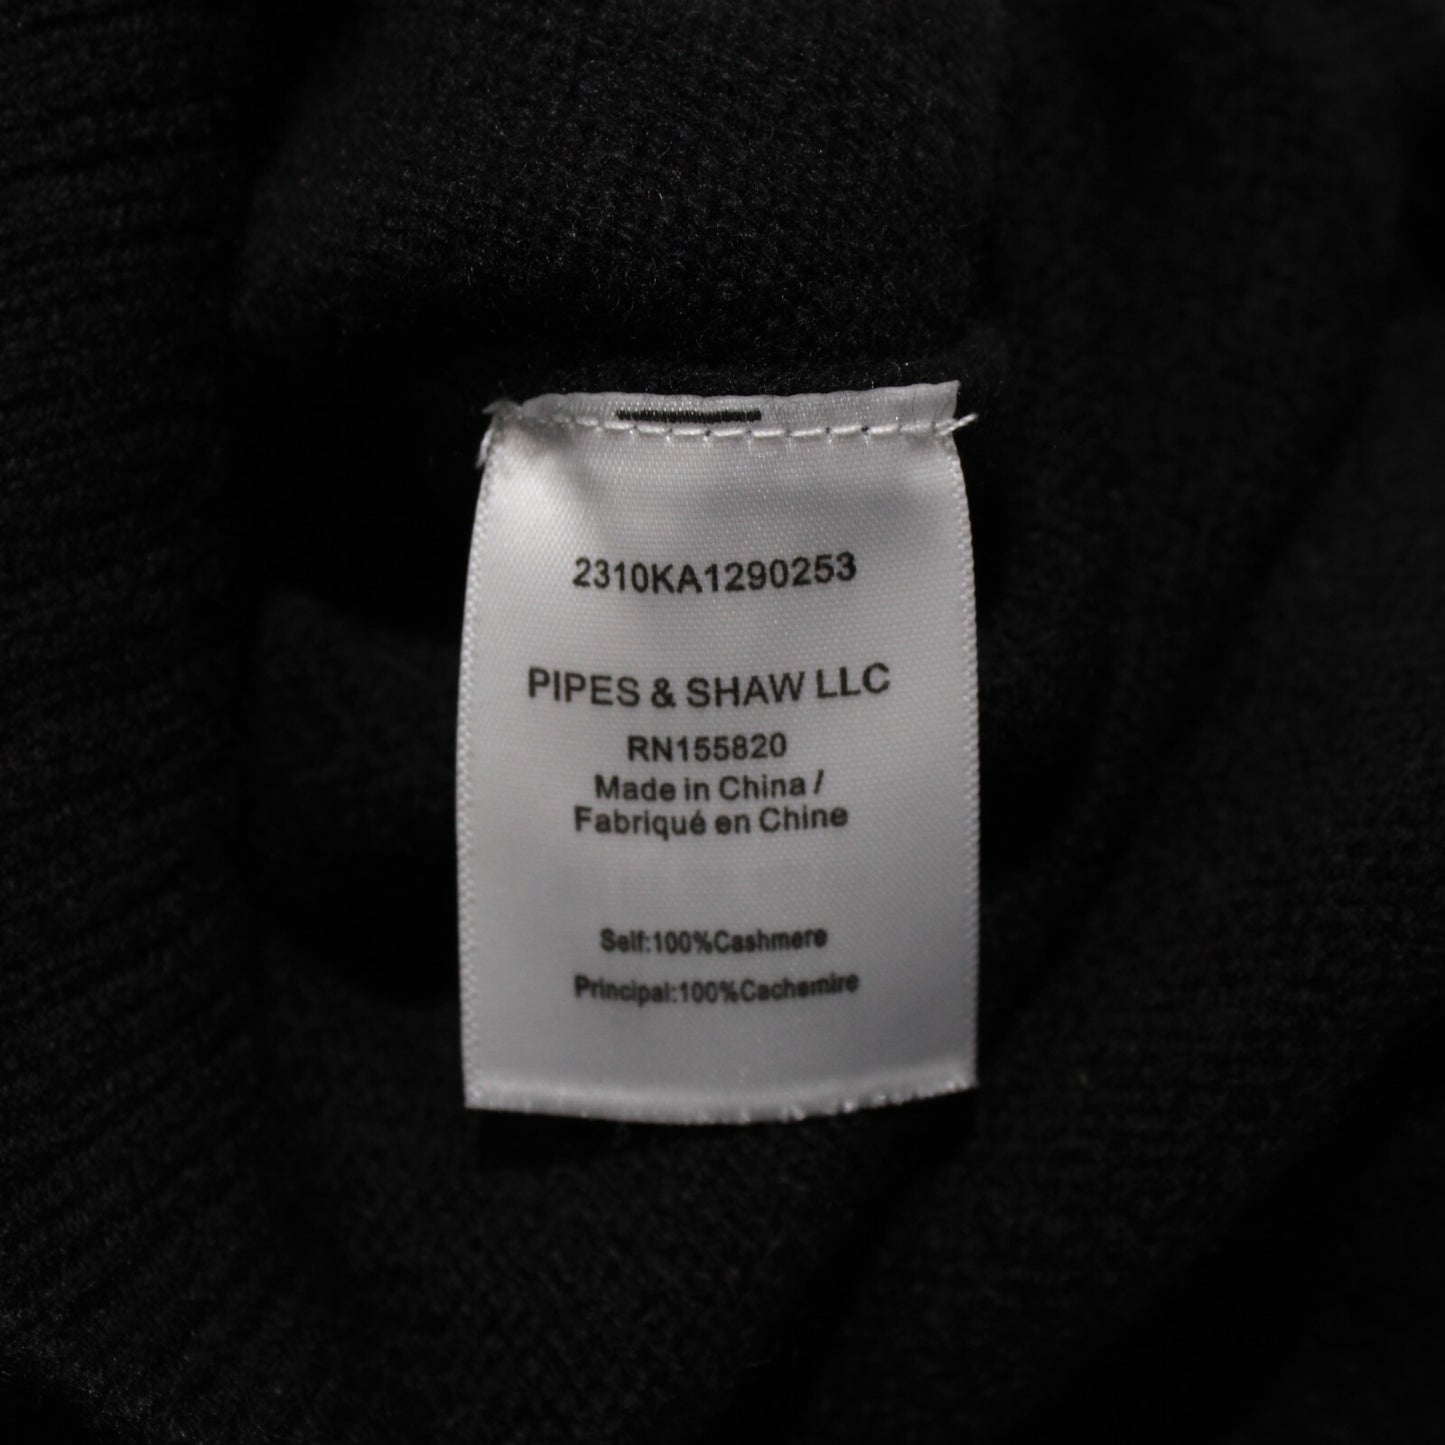 2310KA1290253
PIPES & SHAW LLC
RN155820
Made in China /
Fabriqué en Chine
Self:100%Cashmere
Principal:100%Cachemire